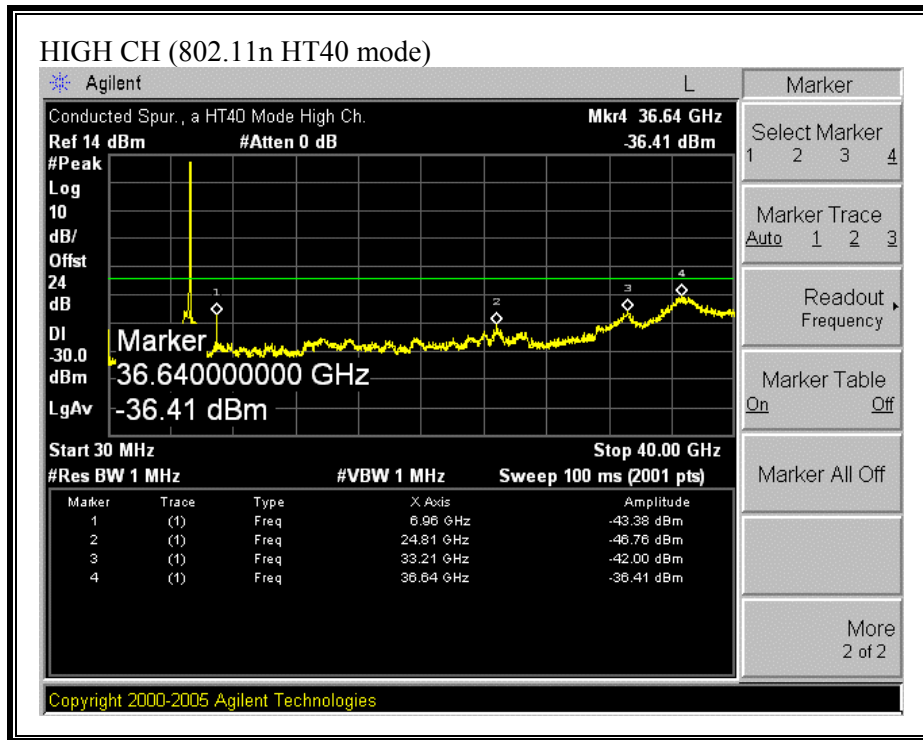 HIGH CH (802.11n HT40 mode)
Agilent L
Conducted Spur., a HT40 Mode High Ch. Mkr4 36.64 GHz
Ref 14 dBm #Atten 0 dB -36.41 dBm
#Peak
Log
10
dB/
Offst
24
dB
DI
-30.0
dBm
LgAv
1
2
3
4
Marker
36.640000000 GHz
-36.41 dBm
Start 30 MHz Stop 40.00 GHz
#Res BW 1 MHz #VBW 1 MHz Sweep 100 ms (2001 pts)
Marker Trace Type X Axis Amplitude
1 (1) Freq 6.96 GHz -43.38 dBm
2 (1) Freq 24.81 GHz -46.76 dBm
3 (1) Freq 33.21 GHz -42.00 dBm
4 (1) Freq 36.64 GHz -36.41 dBm
Copyright 2000-2005 Agilent Technologies
Marker
Select Marker
1 2 3 4
Marker Trace
Auto 1 2 3
Readout
Frequency
Marker Table
On Off
Marker All Off
More
2 of 2